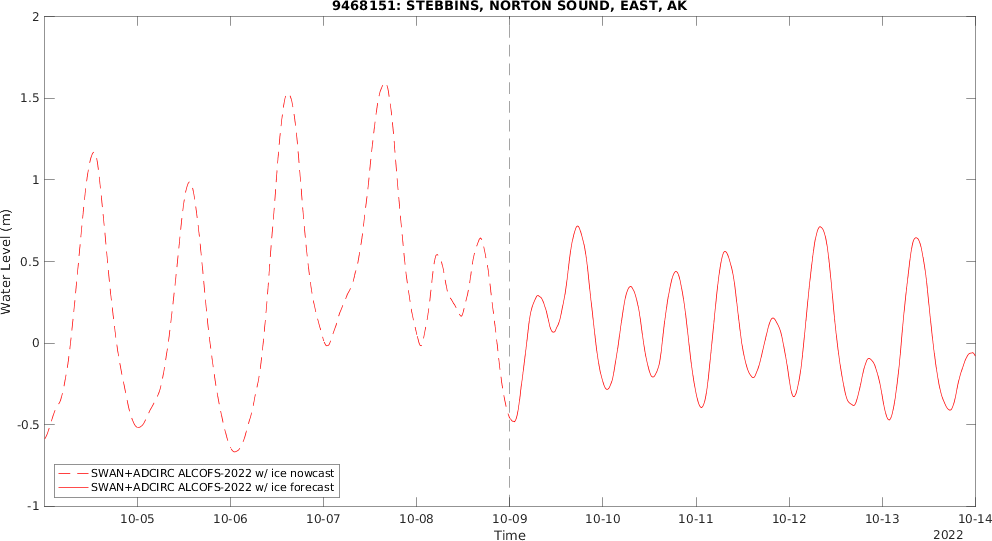 9468151: STEBBINS, NORTON SOUND, EAST, AK
2
1.5
1
0.5
0
-0.5
-1
Water Level (m)
SWAN+ADCIRC ALCOFS-2022 w/ ice nowcast
SWAN+ADCIRC ALCOFS-2022 w/ ice forecast
10-05 10-06 10-07 10-08 10-09 10-10 10-11 10-12 10-13 10-14
Time
2022